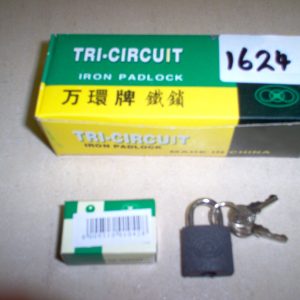 TRI-CIRCUIT
IRON PADLOCK
1624
万環牌 鐵鎖
TRI-CIRCUIT
IRON PADLOCK
MADE IN CHINA